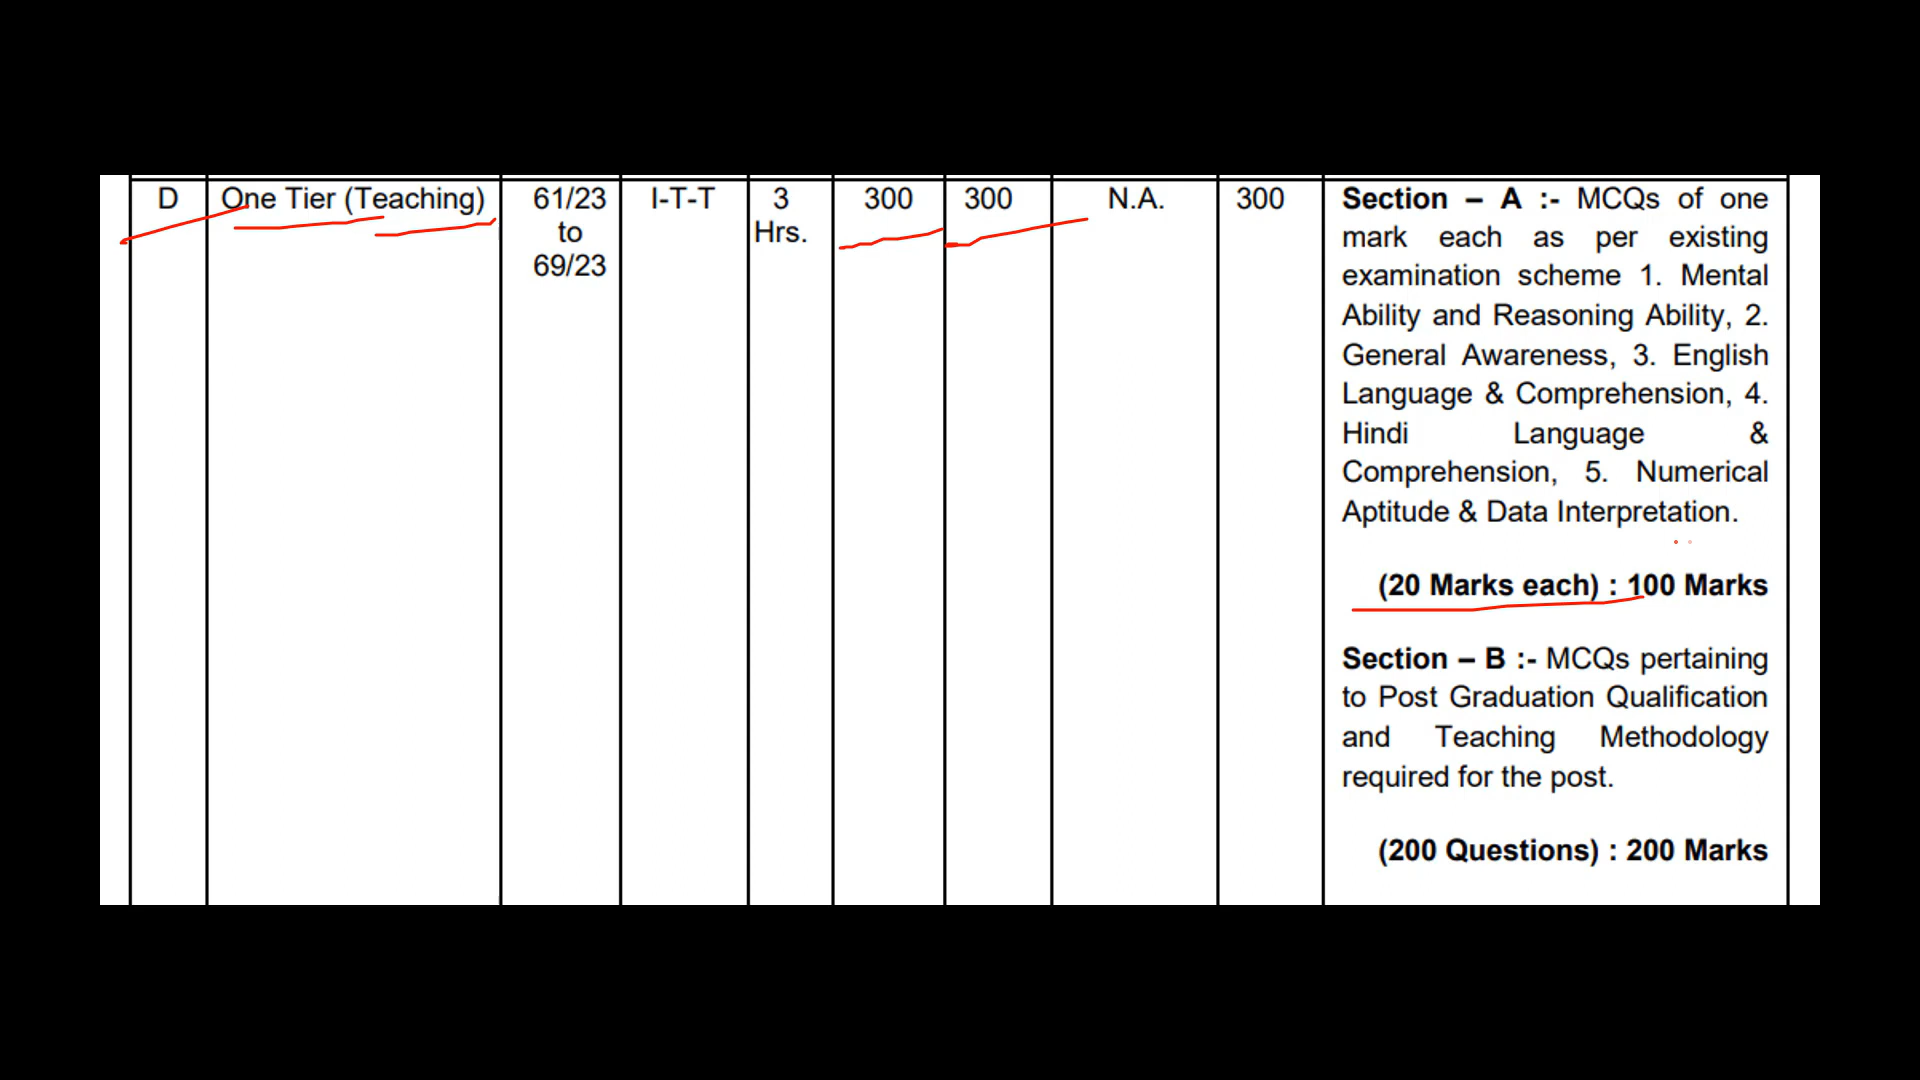 D One Tier (Teaching) 61/23 I-T-T 3 300 300 N.A. 300
to Hrs.
69/23
Section – A :- MCQs of one
mark each as per existing
examination scheme 1. Mental
Ability and Reasoning Ability, 2.
General Awareness, 3. English
Language & Comprehension, 4.
Hindi Language &
Comprehension, 5. Numerical
Aptitude & Data Interpretation.
(20 Marks each) : 100 Marks
Section – B :- MCQs pertaining
to Post Graduation Qualification
and Teaching Methodology
required for the post.
(200 Questions) : 200 Marks